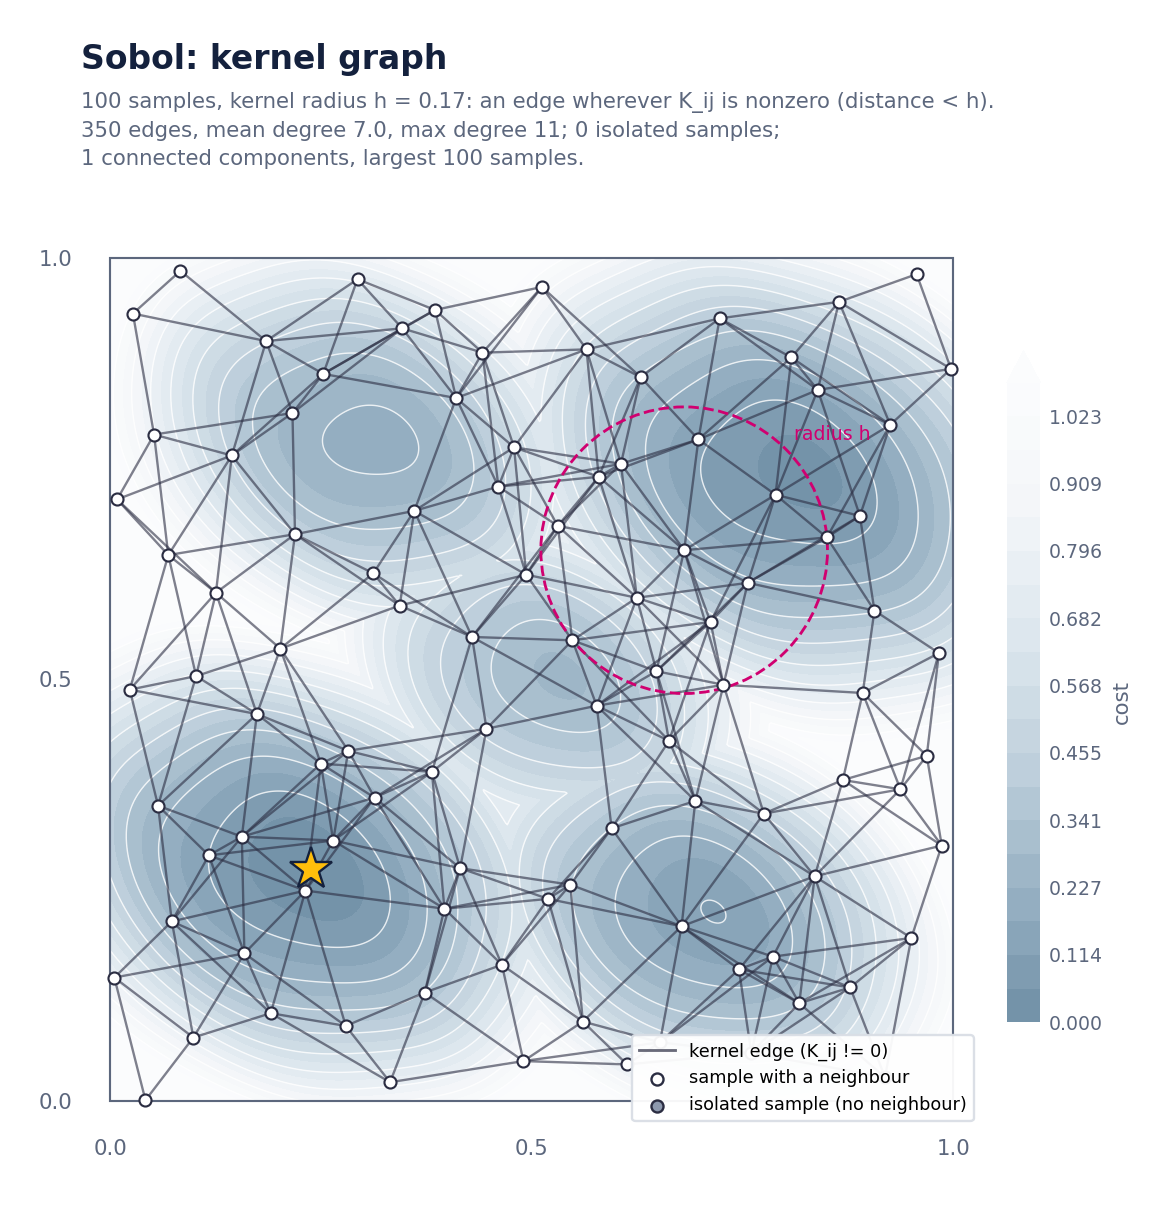 Sobol: kernel graph
100 samples, kernel radius h = 0.17: an edge wherever K_ij is nonzero (distance < h).
350 edges, mean degree 7.0, max degree 11; 0 isolated samples;
1 connected components, largest 100 samples.
1.0
0.5
0.0
0.0
0.5
1.0
radius h
kernel edge (K_ij != 0)
sample with a neighbour
isolated sample (no neighbour)
1.023
0.909
0.796
0.682
0.568
0.455
0.341
0.227
0.114
0.000
cost